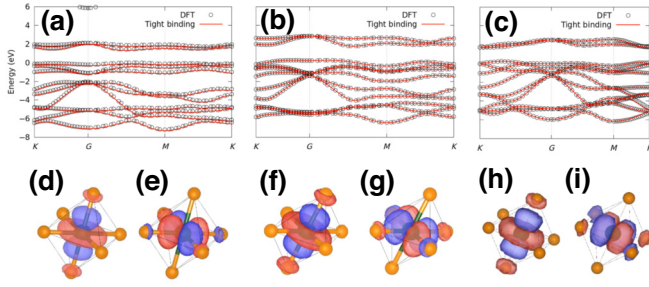 (a) (b) (c)
DFT
Tight binding
DFT
Tight binding
DFT
Tight binding
Energy (eV)
6
4
2
0
−2
−4
−6
−8
K G M K
K G M K
K G M
(d) (e) (f) (g) (h) (i)